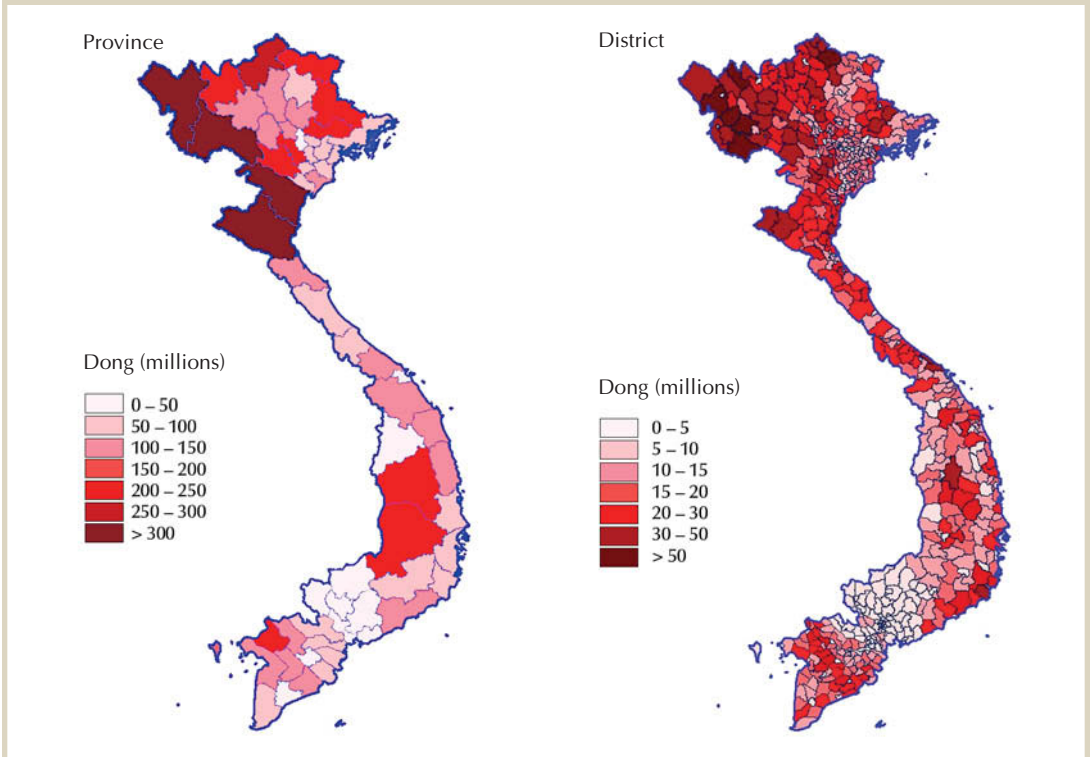 Province
Dong (millions)
0 – 50
50 – 100
100 – 150
150 – 200
200 – 250
250 – 300
> 300
District
Dong (millions)
0 – 5
5 – 10
10 – 15
15 – 20
20 – 30
30 – 50
> 50